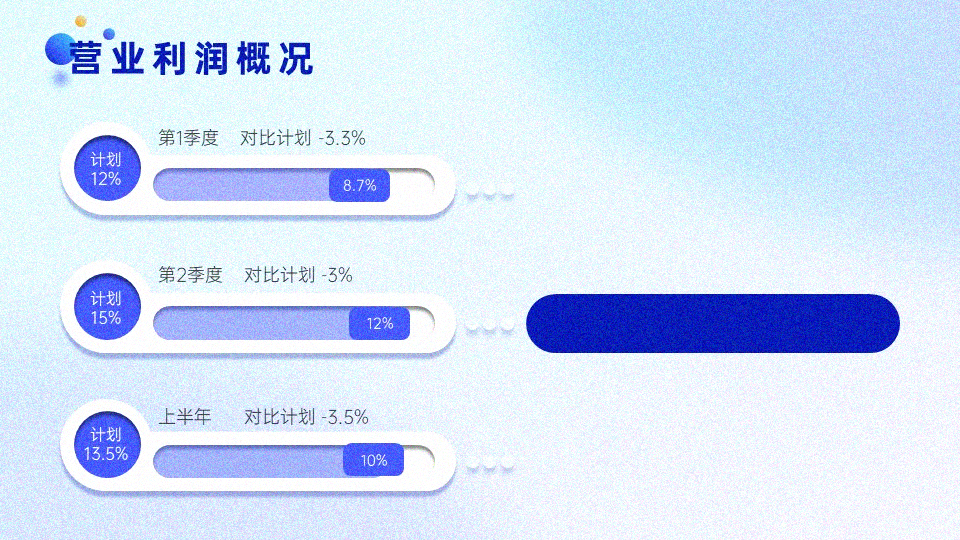 营业利润概况
第1季度 对比计划 -3.3%
计划
12%
8.7%
第2季度 对比计划 -3%
计划
15%
12%
上半年 对比计划 -3.5%
计划
13.5%
10%